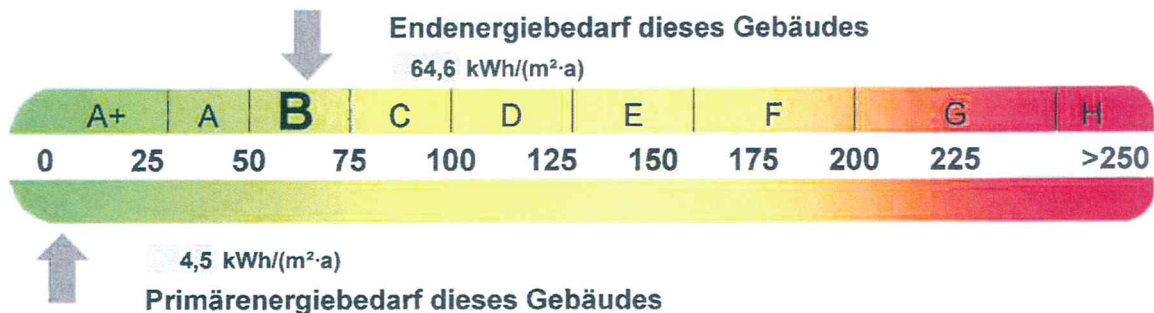 Endenergiebedarf dieses Gebäudes
64,6 kWh/(m²·a)
A+ A B C D E F G H
0 25 50 75 100 125 150 175 200 225 >250
4,5 kWh/(m²·a)
Primärenergiebedarf dieses Gebäudes